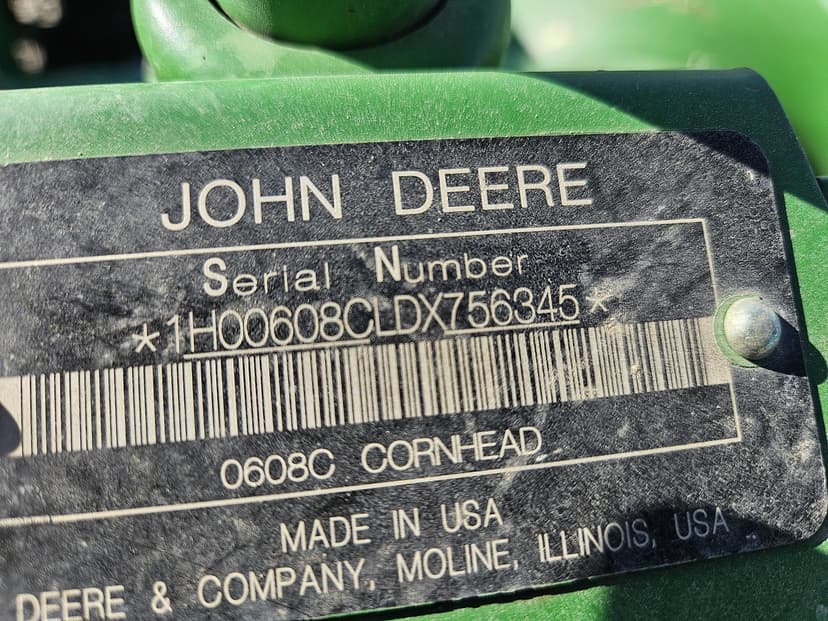 JOHN DEERE
Serial Number
*1H00608CLDX756345*
0608C CORNHEAD
MADE IN USA
DEERE & COMPANY, MOLINE, ILLINOIS, USA